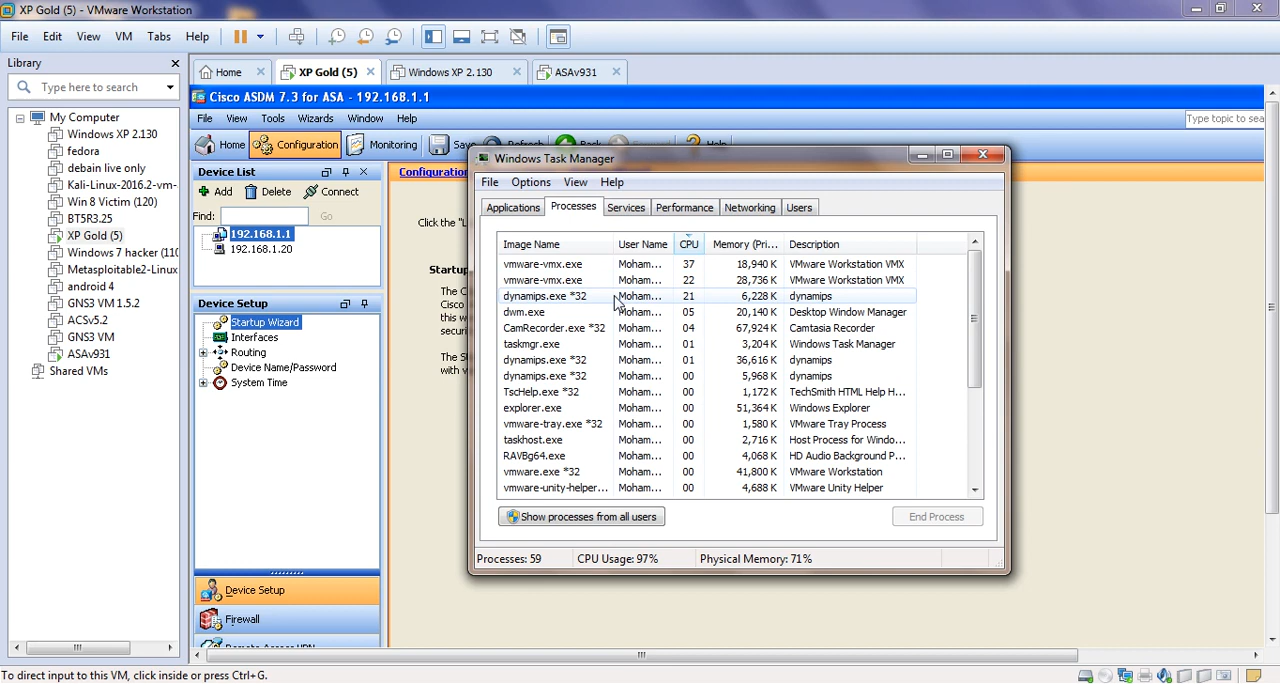 XP Gold (5) - VMware Workstation
File Edit View VM Tabs Help
Library
Type here to search
My Computer
Windows XP 2.130
fedora
debain live only
Kali-Linux-2016.2-vm-
Win 8 Victim (120)
BT5R3.25
XP Gold (5)
Windows 7 hacker (110
Metasploitable2-Linux
android 4
GNS3 VM 1.5.2
ACSv5.2
GNS3 VM
ASAv931
Shared VMs
Home XP Gold (5) Windows XP 2.130 ASAv931
Cisco ASDM 7.3 for ASA - 192.168.1.1
File View Tools Wizards Window Help
Type topic to sea
Home Configuration Monitoring Save
Device List
Add Delete Connect
Find: Go
192.168.1.1
192.168.1.20
Device Setup
Startup Wizard
Interfaces
Routing
Device Name/Password
System Time
Device Setup
Firewall
Configuration
Click the "L
Startu
The C
Cisco
this w
securi
The S
with v
Windows Task Manager
File Options View Help
Applications Processes Services Performance Networking Users
Image Name User Name CPU Memory (Pri... Description
vmware-vmx.exe Moham... 37 18,940 K VMware Workstation VMX
vmware-vmx.exe Moham... 22 28,736 K VMware Workstation VMX
dynamips.exe *32 Moham... 21 6,228 K dynamips
dwm.exe Moham... 05 20,140 K Desktop Window Manager
CamRecorder.exe *32 Moham... 04 67,924 K Camtasia Recorder
taskmgr.exe Moham... 01 3,204 K Windows Task Manager
dynamips.exe *32 Moham... 01 36,616 K dynamips
dynamips.exe *32 Moham... 00 5,968 K dynamips
TscHelp.exe *32 Moham... 00 1,172 K TechSmith HTML Help H...
explorer.exe Moham... 00 51,364 K Windows Explorer
vmware-tray.exe *32 Moham... 00 1,580 K VMware Tray Process
taskhost.exe Moham... 00 2,716 K Host Process for Windo...
RAVBg64.exe Moham... 00 4,068 K HD Audio Background P...
vmware.exe *32 Moham... 00 41,800 K VMware Workstation
vmware-unity-helper... Moham... 00 4,688 K VMware Unity Helper
Show processes from all users End Process
Processes: 59 CPU Usage: 97% Physical Memory: 71%
To direct input to this VM, click inside or press Ctrl+G.